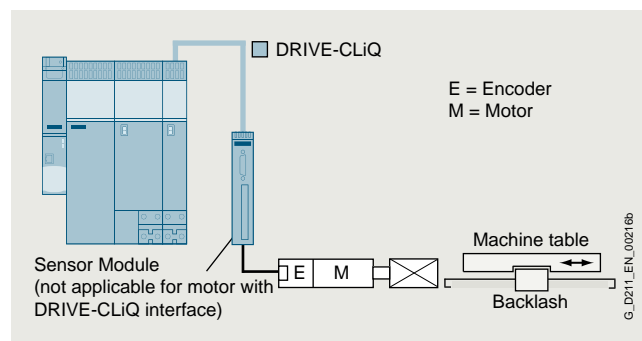 DRIVE-CLiQ
E = Encoder
M = Motor
Sensor Module
(not applicable for motor with
DRIVE-CLiQ interface)
E
M
Machine table
Backlash
G_D211_EN_00216b